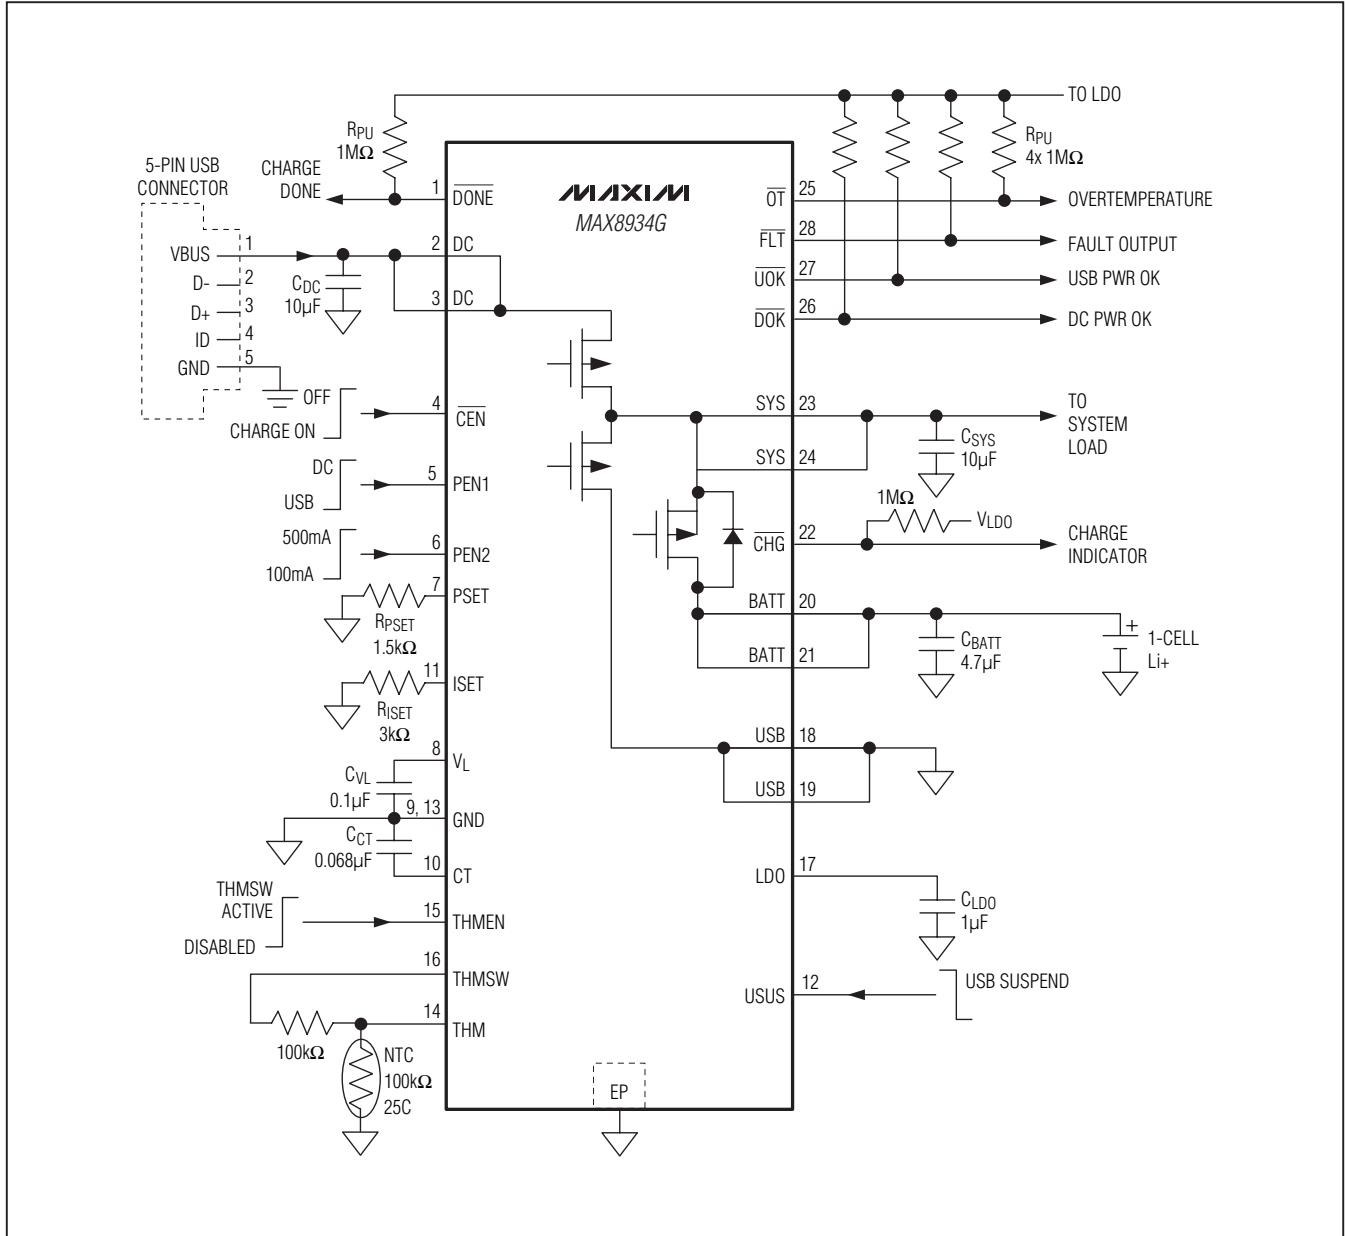 TO LDO
RPU
1MΩ
RPU
4x 1MΩ
5-PIN USB
CONNECTOR
CHARGE
DONE
1
DONE
MAXIM
MAX8934G
25
OT
OVERTEMPERATURE
28
FLT
FAULT OUTPUT
27
UOK
USB PWR OK
26
DOK
DC PWR OK
VBUS
1
D-
2
D+
3
ID
4
GND
5
CDC
10µF
2
DC
3
DC
OFF
CHARGE ON
4
CEN
DC
USB
5
PEN1
500mA
100mA
6
PEN2
7
PSET
RPSET
1.5kΩ
11
ISET
RISET
3kΩ
8
VL
CVL
0.1µF
9, 13
GND
CCT
0.068µF
10
CT
THMSW
ACTIVE
DISABLED
15
THMEN
16
THMSW
14
THM
100kΩ
NTC
100kΩ
25C
EP
SYS
23
TO
SYSTEM
LOAD
SYS
24
CSYS
10µF
1MΩ
VLDO
CHG
22
CHARGE
INDICATOR
BATT
20
BATT
21
CBATT
4.7µF
+
1-CELL
Li+
USB
18
USB
19
LDO
17
CLDO
1µF
USUS
12
USB SUSPEND